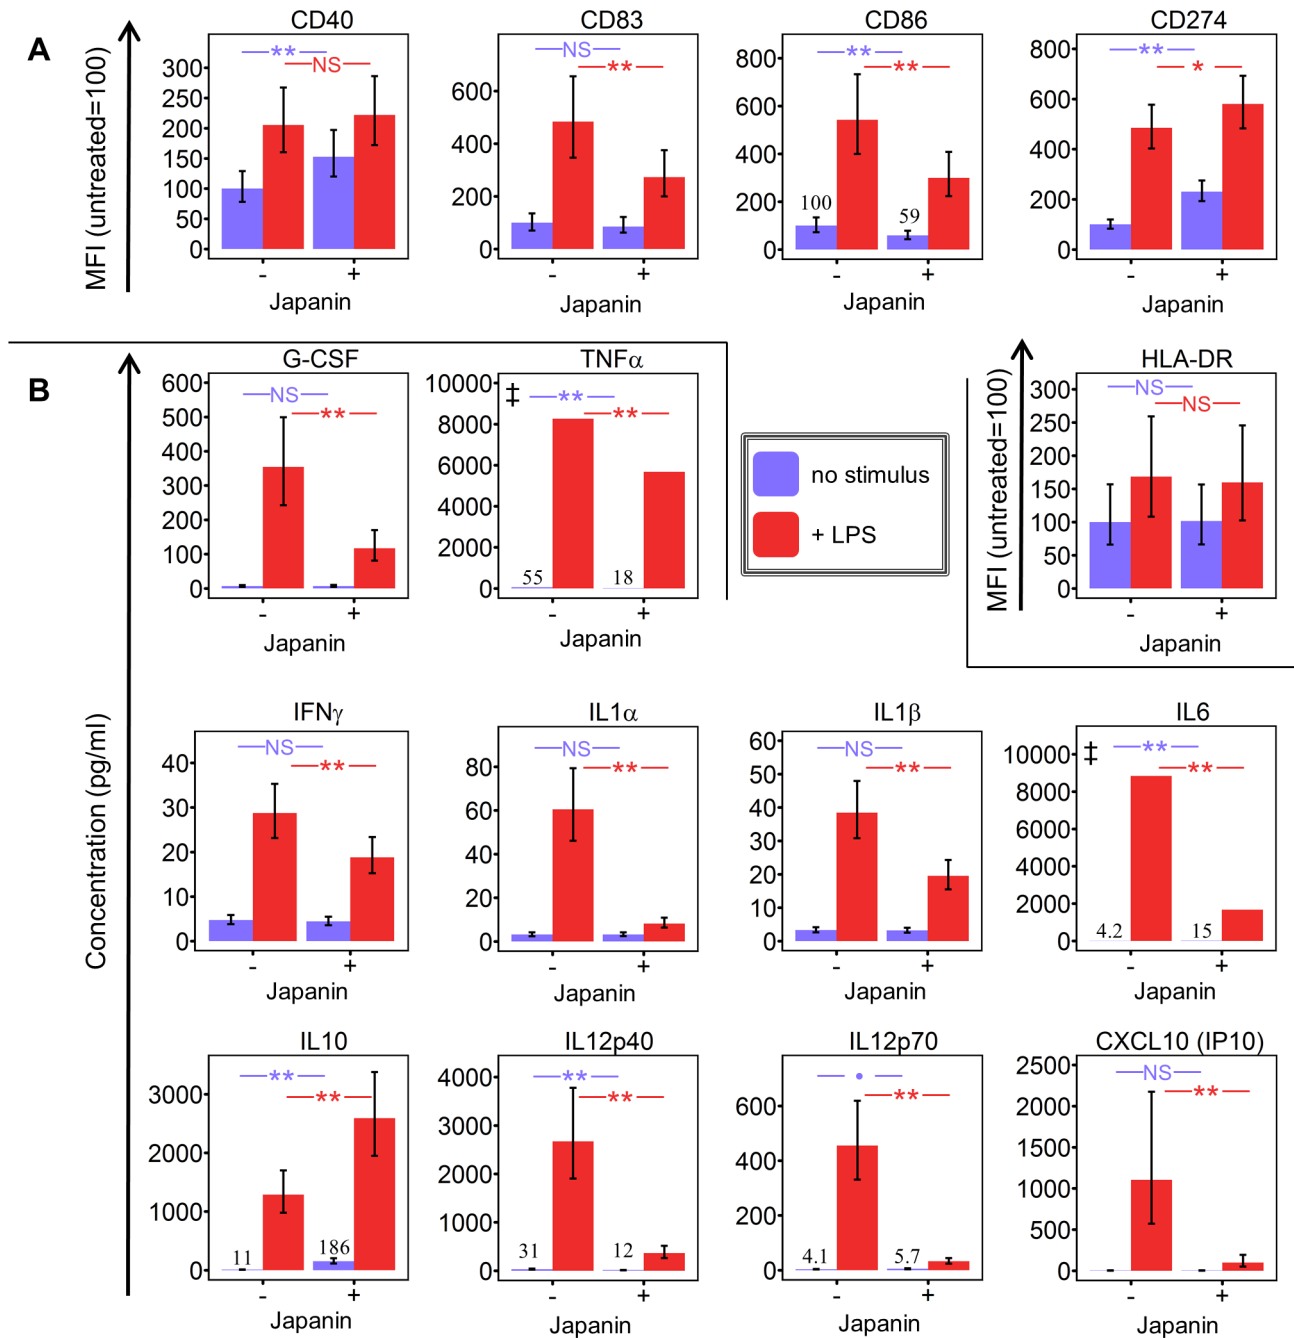 A
MFI (untreated=100)
CD40
300
250
200
150
100
50
0
**
NS
- +
Japanin
CD83
600
400
200
0
NS
**
- +
Japanin
CD86
800
600
400
200
0
**
**
100
59
- +
Japanin
CD274
800
600
400
200
0
**
*
- +
Japanin
B
Concentration (pg/ml)
G-CSF
600
500
400
300
200
100
0
NS
**
- +
Japanin
TNFα
10000
8000
6000
4000
2000
0
‡
**
**
55
18
- +
Japanin
no stimulus
+ LPS
MFI (untreated=100)
HLA-DR
300
250
200
150
100
50
0
NS
NS
- +
Japanin
IFNγ
40
30
20
10
0
NS
**
- +
Japanin
IL1α
80
60
40
20
0
NS
**
- +
Japanin
IL1β
60
50
40
30
20
10
0
NS
**
- +
Japanin
IL6
10000
8000
6000
4000
2000
0
‡
**
**
4.2
15
- +
Japanin
IL10
3000
2000
1000
0
**
**
11
186
- +
Japanin
IL12p40
4000
3000
2000
1000
0
**
**
31
12
- +
Japanin
IL12p70
600
400
200
0
•
**
4.1
5.7
- +
Japanin
CXCL10 (IP10)
2500
2000
1500
1000
500
0
NS
**
- +
Japanin